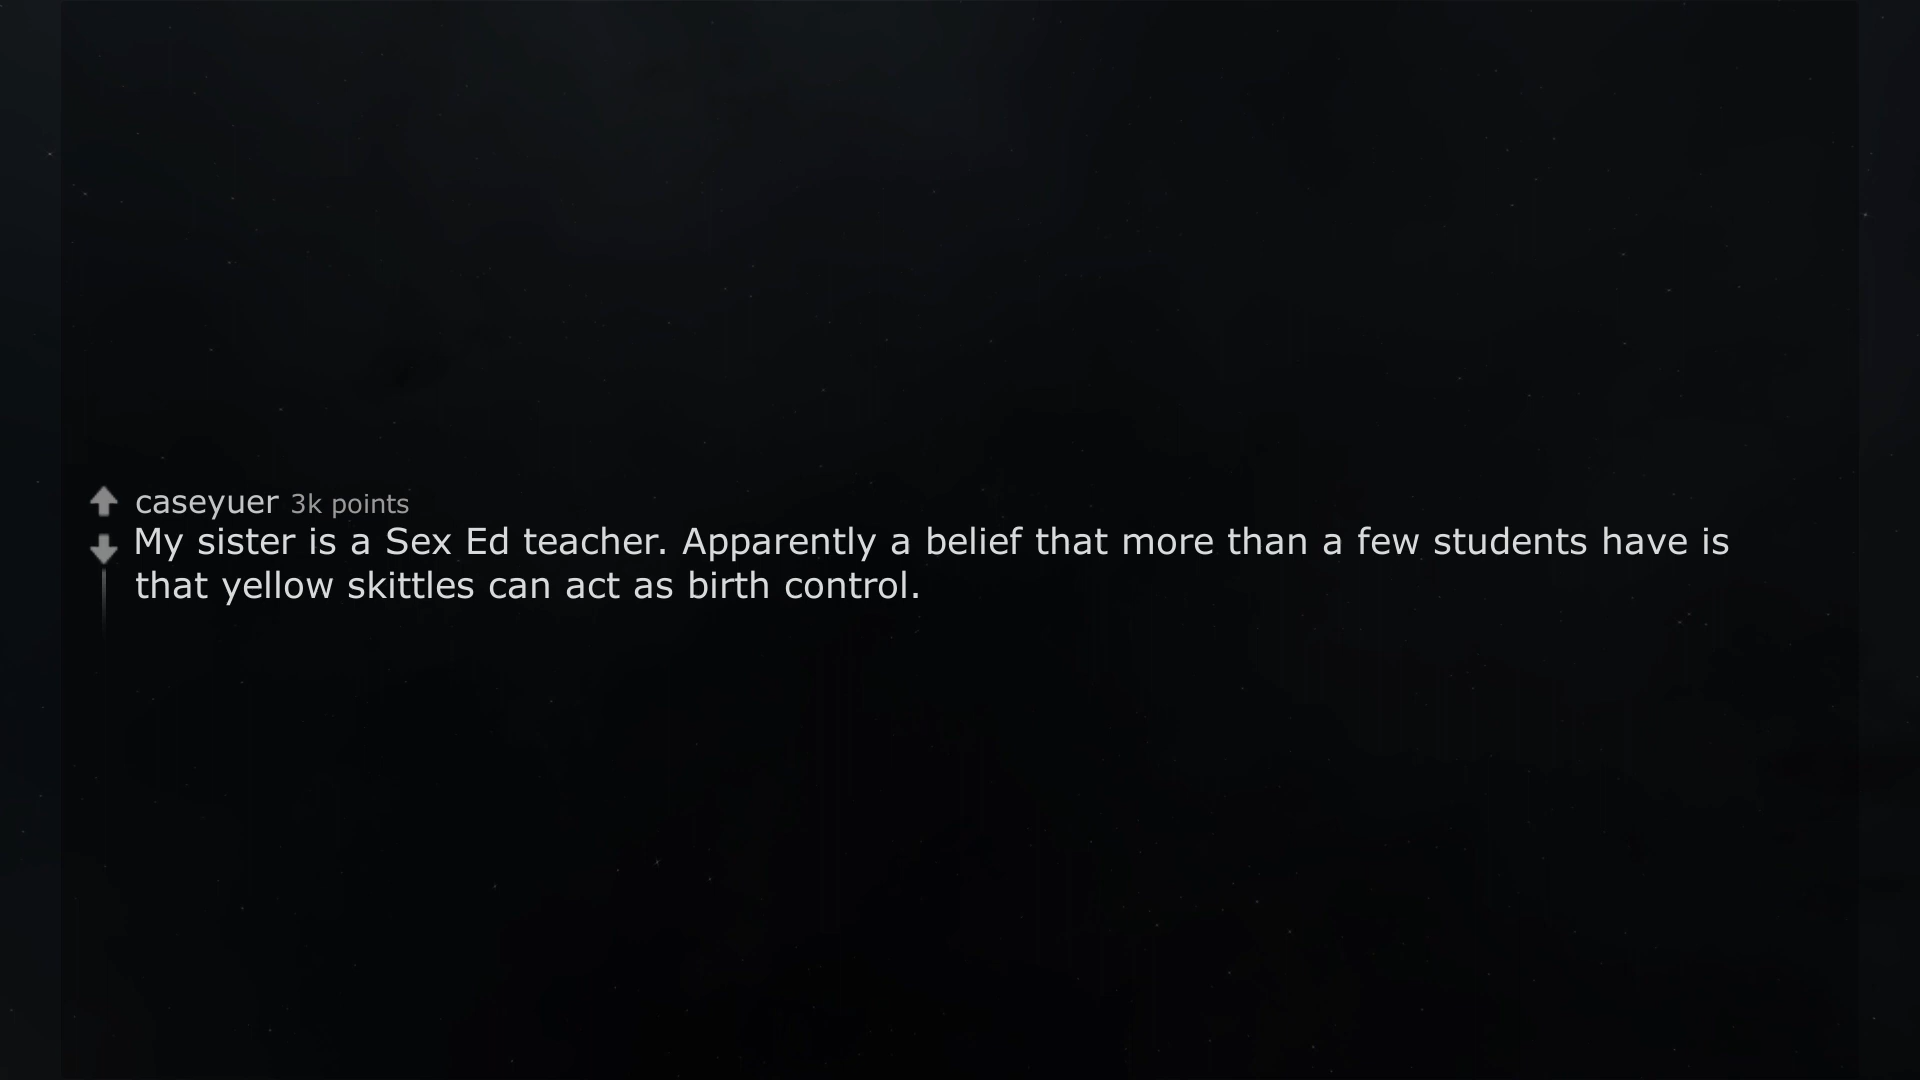 caseyuer 3k points
My sister is a Sex Ed teacher. Apparently a belief that more than a few students have is
that yellow skittles can act as birth control.